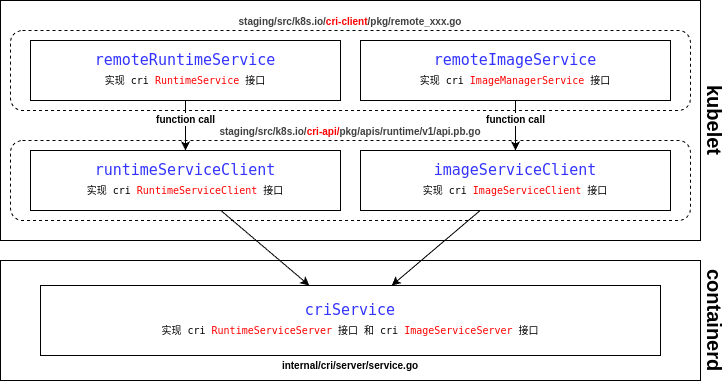 staging/src/k8s.io/cri-client/pkg/remote_xxx.go
remoteRuntimeService
实现 cri RuntimeService 接口
remoteImageService
实现 cri ImageManagerService 接口
function call
function call
staging/src/k8s.io/cri-api/pkg/apis/runtime/v1/api.pb.go
runtimeServiceClient
实现 cri RuntimeServiceClient 接口
imageServiceClient
实现 cri ImageServiceClient 接口
kubelet
criService
实现 cri RuntimeServiceServer 接口 和 cri ImageServiceServer 接口
internal/cri/server/service.go
containerd